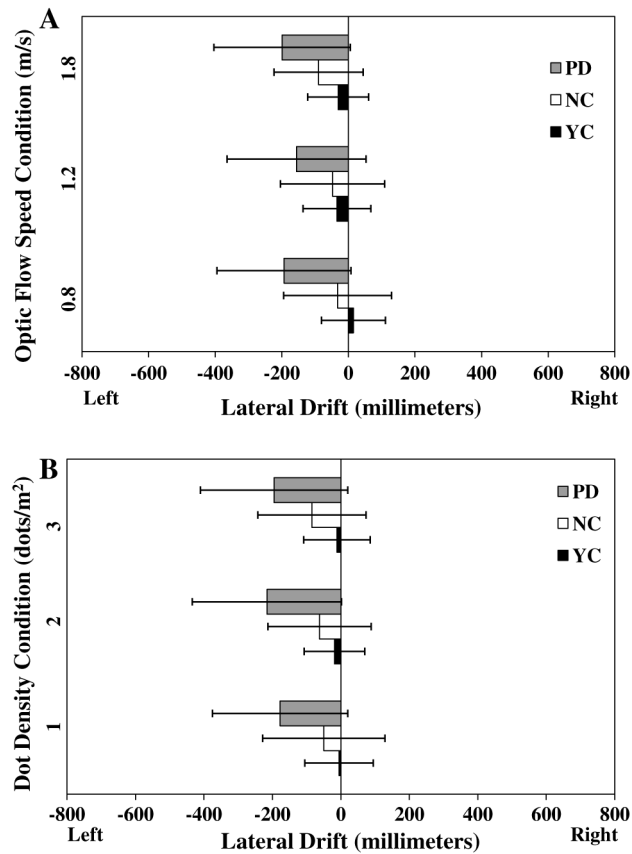 A
Optic Flow Speed Condition (m/s)
1.8
1.2
0.8
PD
NC
YC
-800 -600 -400 -200 0 200 400 600 800
Left Lateral Drift (millimeters) Right
B
Dot Density Condition (dots/m²)
3
2
1
PD
NC
YC
-800 -600 -400 -200 0 200 400 600 800
Left Lateral Drift (millimeters) Right